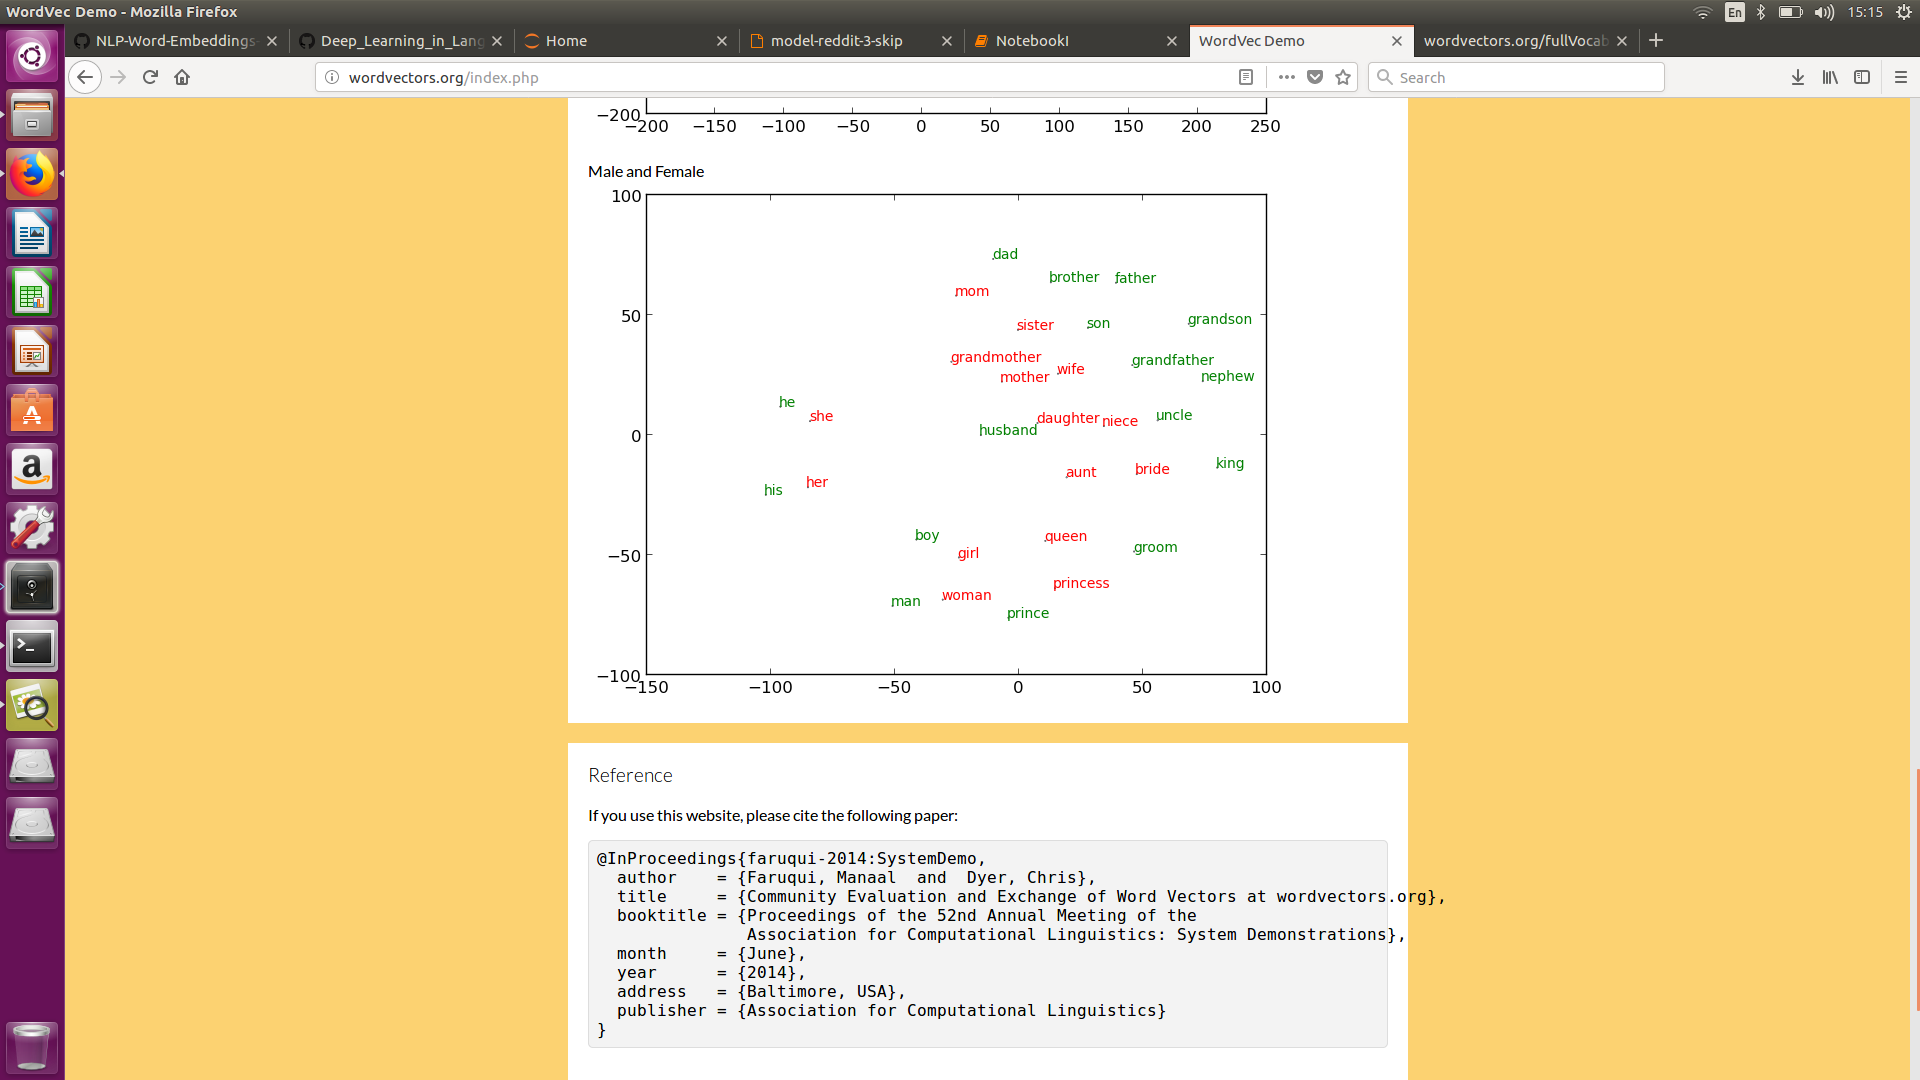 WordVec Demo - Mozilla Firefox
En
15:15
NLP-Word-Embeddings-
Deep_Learning_in_Lang
Home
model-reddit-3-skip
NotebookI
WordVec Demo
wordvectors.org/fullVocab
wordvectors.org/index.php
Search
−200
−200 −150 −100 −50 0 50 100 150 200 250
Male and Female
100
dad
brother father
mom
50
sister son grandson
grandmother wife grandfather
mother nephew
he
she daughter niece uncle
0
husband
king
aunt bride
his her
boy queen
girl groom
−50
princess
man woman
prince
−100
−150 −100 −50 0 50 100
Reference
If you use this website, please cite the following paper:
@InProceedings{faruqui-2014:SystemDemo,
author = {Faruqui, Manaal and Dyer, Chris},
title = {Community Evaluation and Exchange of Word Vectors at wordvectors.org},
booktitle = {Proceedings of the 52nd Annual Meeting of the
Association for Computational Linguistics: System Demonstrations},
month = {June},
year = {2014},
address = {Baltimore, USA},
publisher = {Association for Computational Linguistics}
}